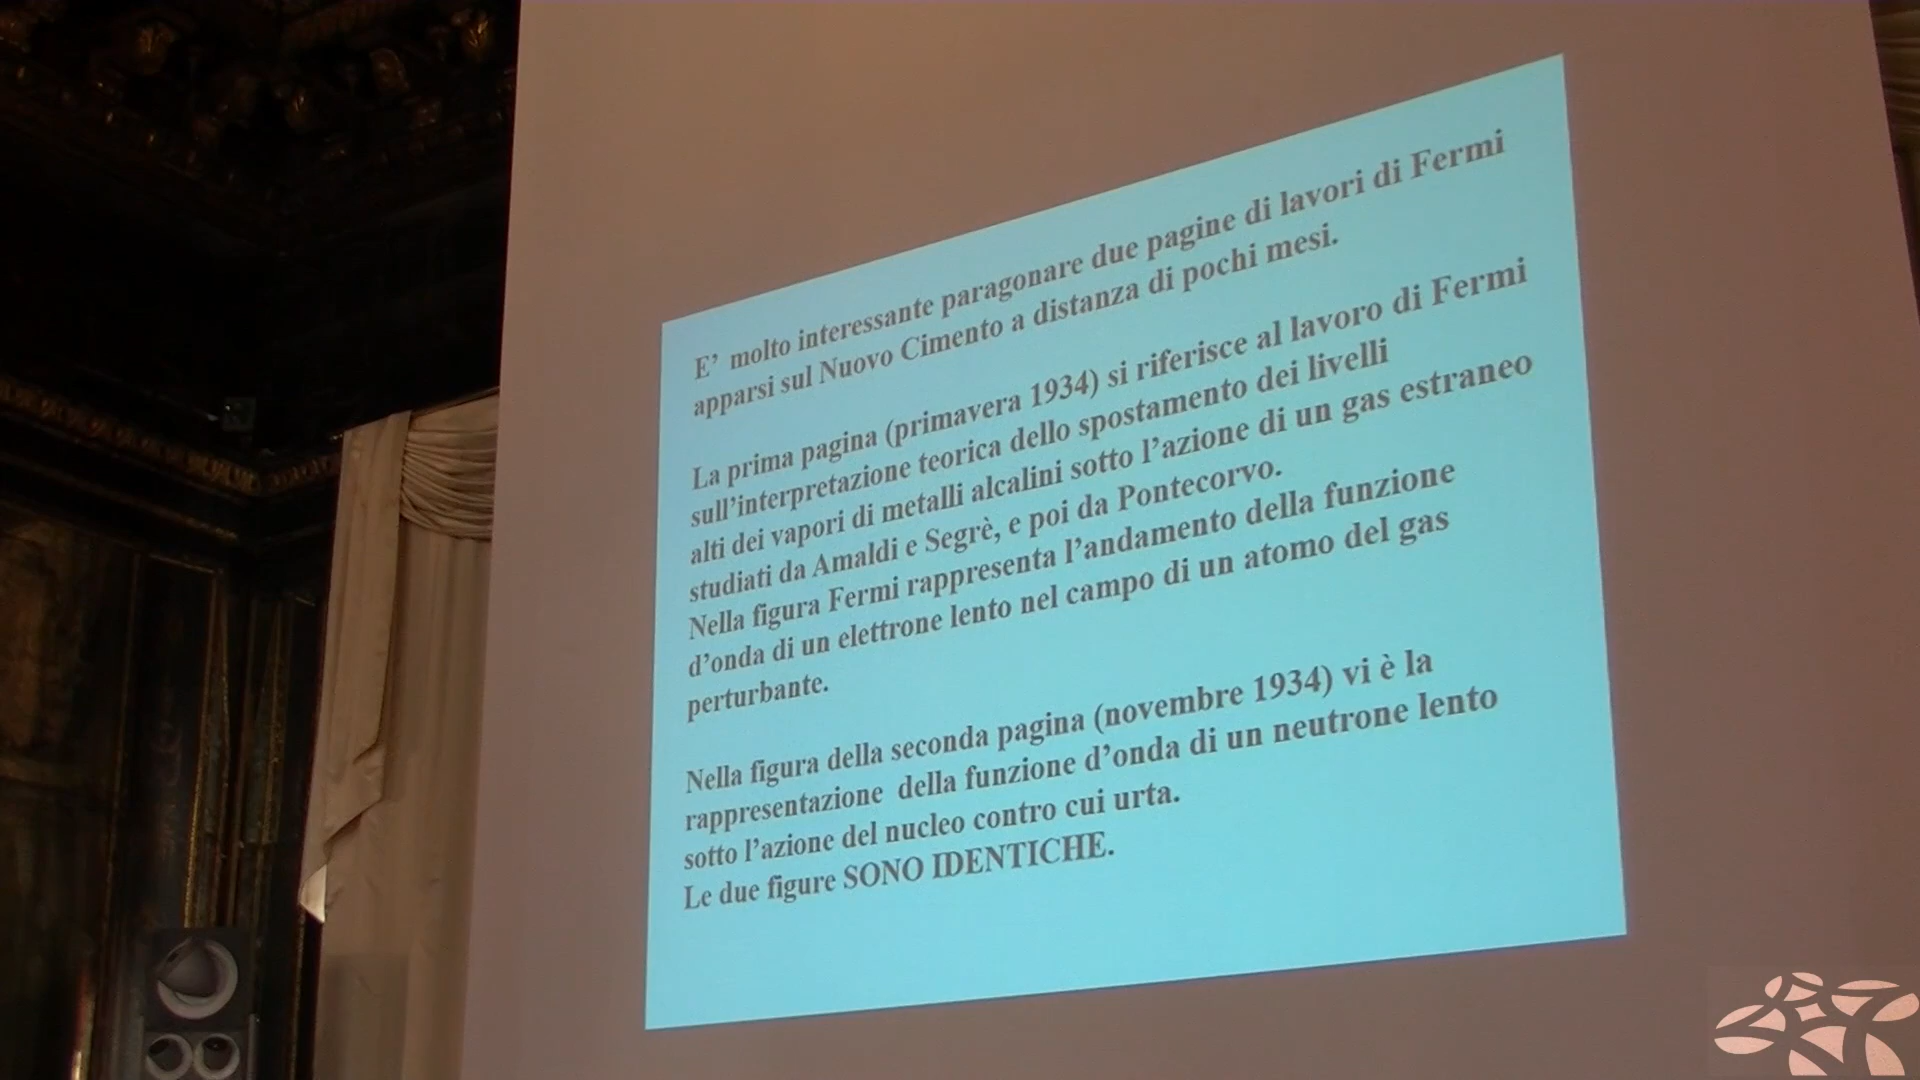 E’ molto interessante paragonare due pagine di lavori di Fermi
apparsi sul Nuovo Cimento a distanza di pochi mesi.
La prima pagina (primavera 1934) si riferisce al lavoro di Fermi
sull’interpretazione teorica dello spostamento dei livelli
alti dei vapori di metalli alcalini sotto l’azione di un gas estraneo
studiati da Amaldi e Segrè, e poi da Pontecorvo.
Nella figura Fermi rappresenta l’andamento della funzione
d’onda di un elettrone lento nel campo di un atomo del gas
perturbante.
Nella figura della seconda pagina (novembre 1934) vi è la
rappresentazione della funzione d’onda di un neutrone lento
sotto l’azione del nucleo contro cui urta.
Le due figure SONO IDENTICHE.